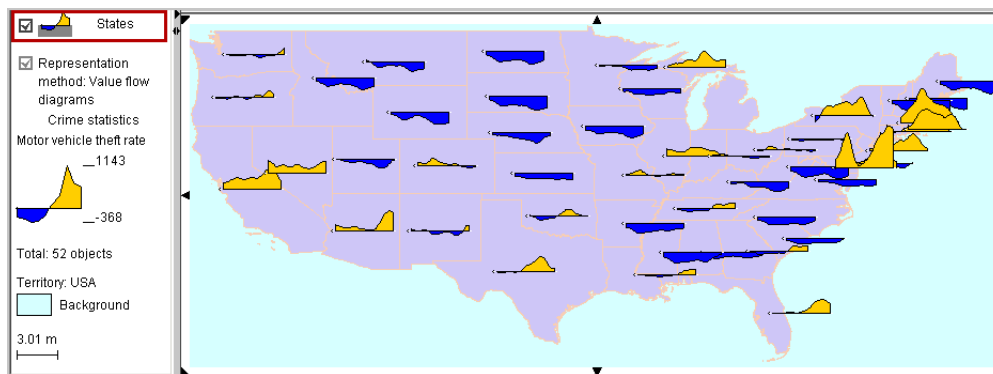 States
Representation
method: Value flow
diagrams
Crime statistics
Motor vehicle theft rate
1143
-368
Total: 52 objects
Territory: USA
Background
3.01 m